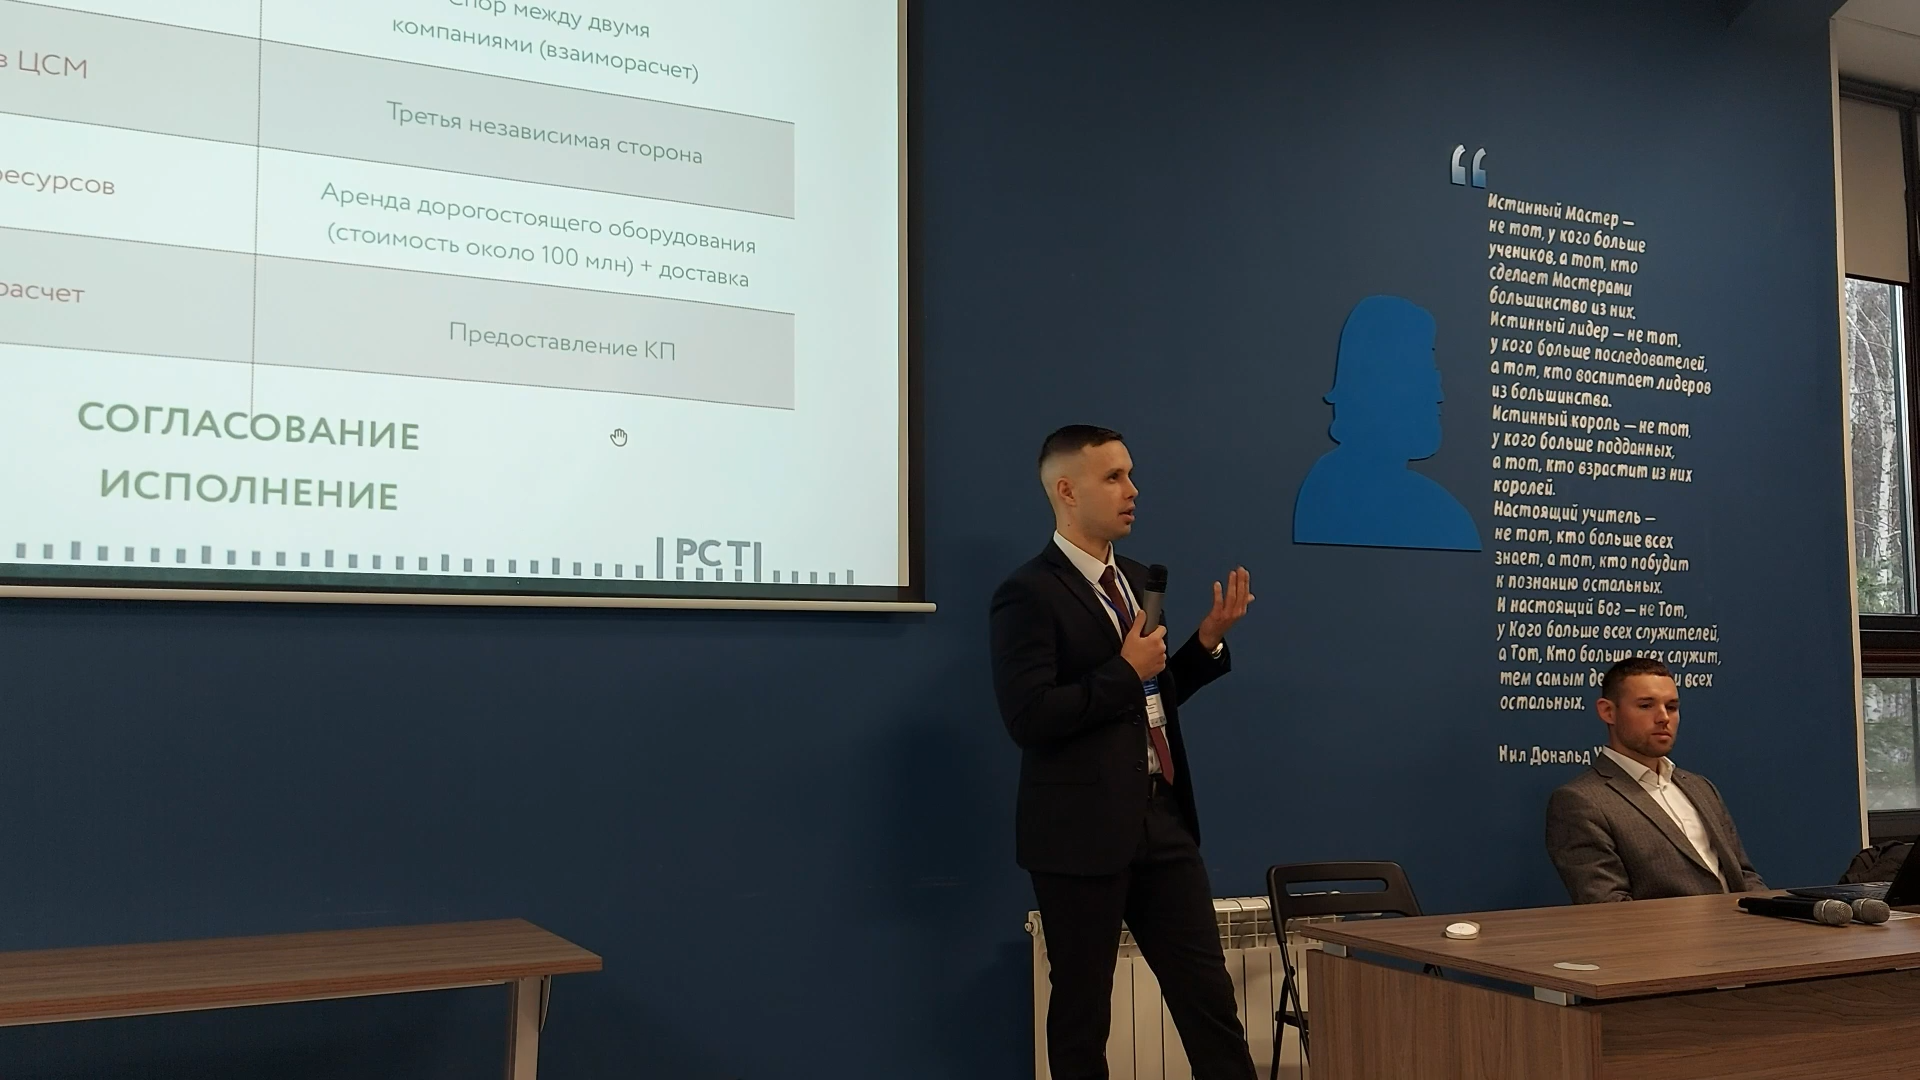 Спор между двумя
компаниями (взаиморасчет)
в ЦСМ
Третья независимая сторона
ресурсов
Аренда дорогостоящего оборудования
(стоимость около 100 млн) + доставка
расчет
Предоставление КП
СОГЛАСОВАНИЕ
ИСПОЛНЕНИЕ
РСТ
Истинный Мастер —
не тот, у кого больше
учеников, а тот, кто
сделает Мастерами
большинство из них.
Истинный лидер — не тот,
у кого больше последователей,
а тот, кто воспитает лидеров
из большинства.
Истинный король — не тот,
у кого больше подданных,
а тот, кто взрастит из них
королей.
Настоящий учитель —
не тот, кто больше всех
знает, а тот, кто побудит
к познанию остальных.
И настоящий Бог — не Тот,
у Кого больше всех служителей,
а Тот, Кто больше всех служит,
тем самым и всех
остальных.
Нил Дональд